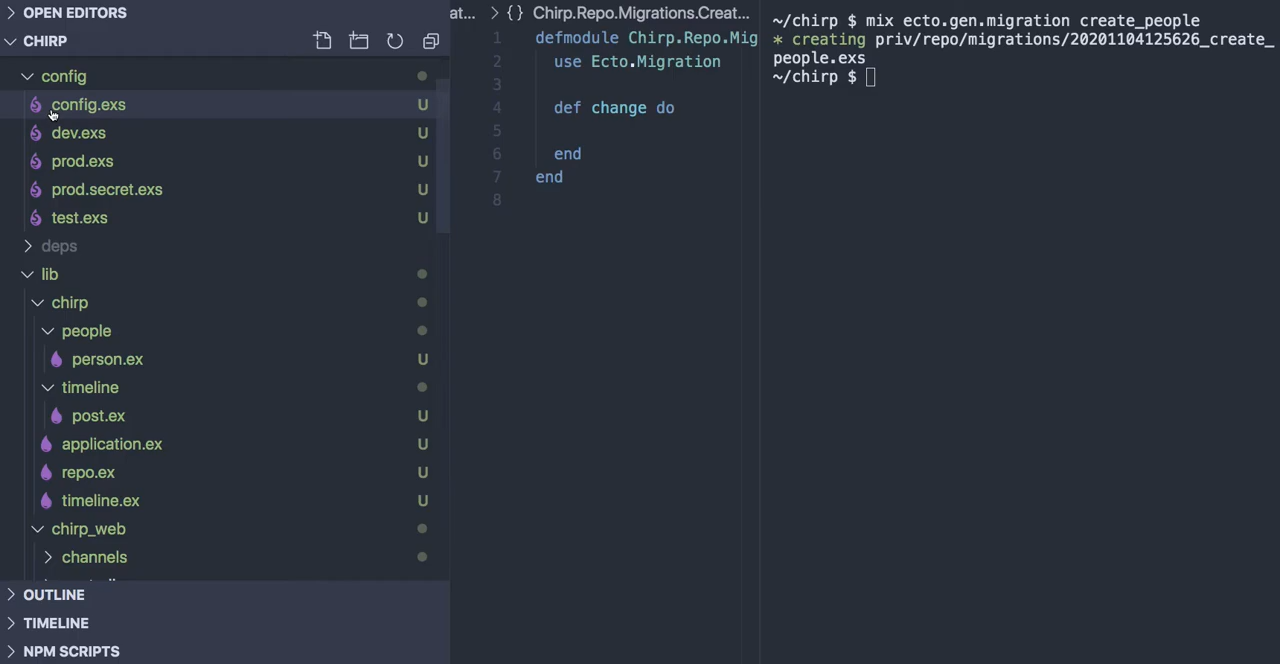 OPEN EDITORS
CHIRP
config
config.exs U
dev.exs U
prod.exs U
prod.secret.exs U
test.exs U
deps
lib
chirp
people
person.ex U
timeline
post.ex U
application.ex U
repo.ex U
timeline.ex U
chirp_web
channels
OUTLINE
TIMELINE
NPM SCRIPTS
at... > {} Chirp.Repo.Migrations.Creat...
1 defmodule Chirp.Repo.Mig
2 use Ecto.Migration
3
4 def change do
5
6 end
7 end
8
~/chirp $ mix ecto.gen.migration create_people
* creating priv/repo/migrations/20201104125626_create_
people.exs
~/chirp $